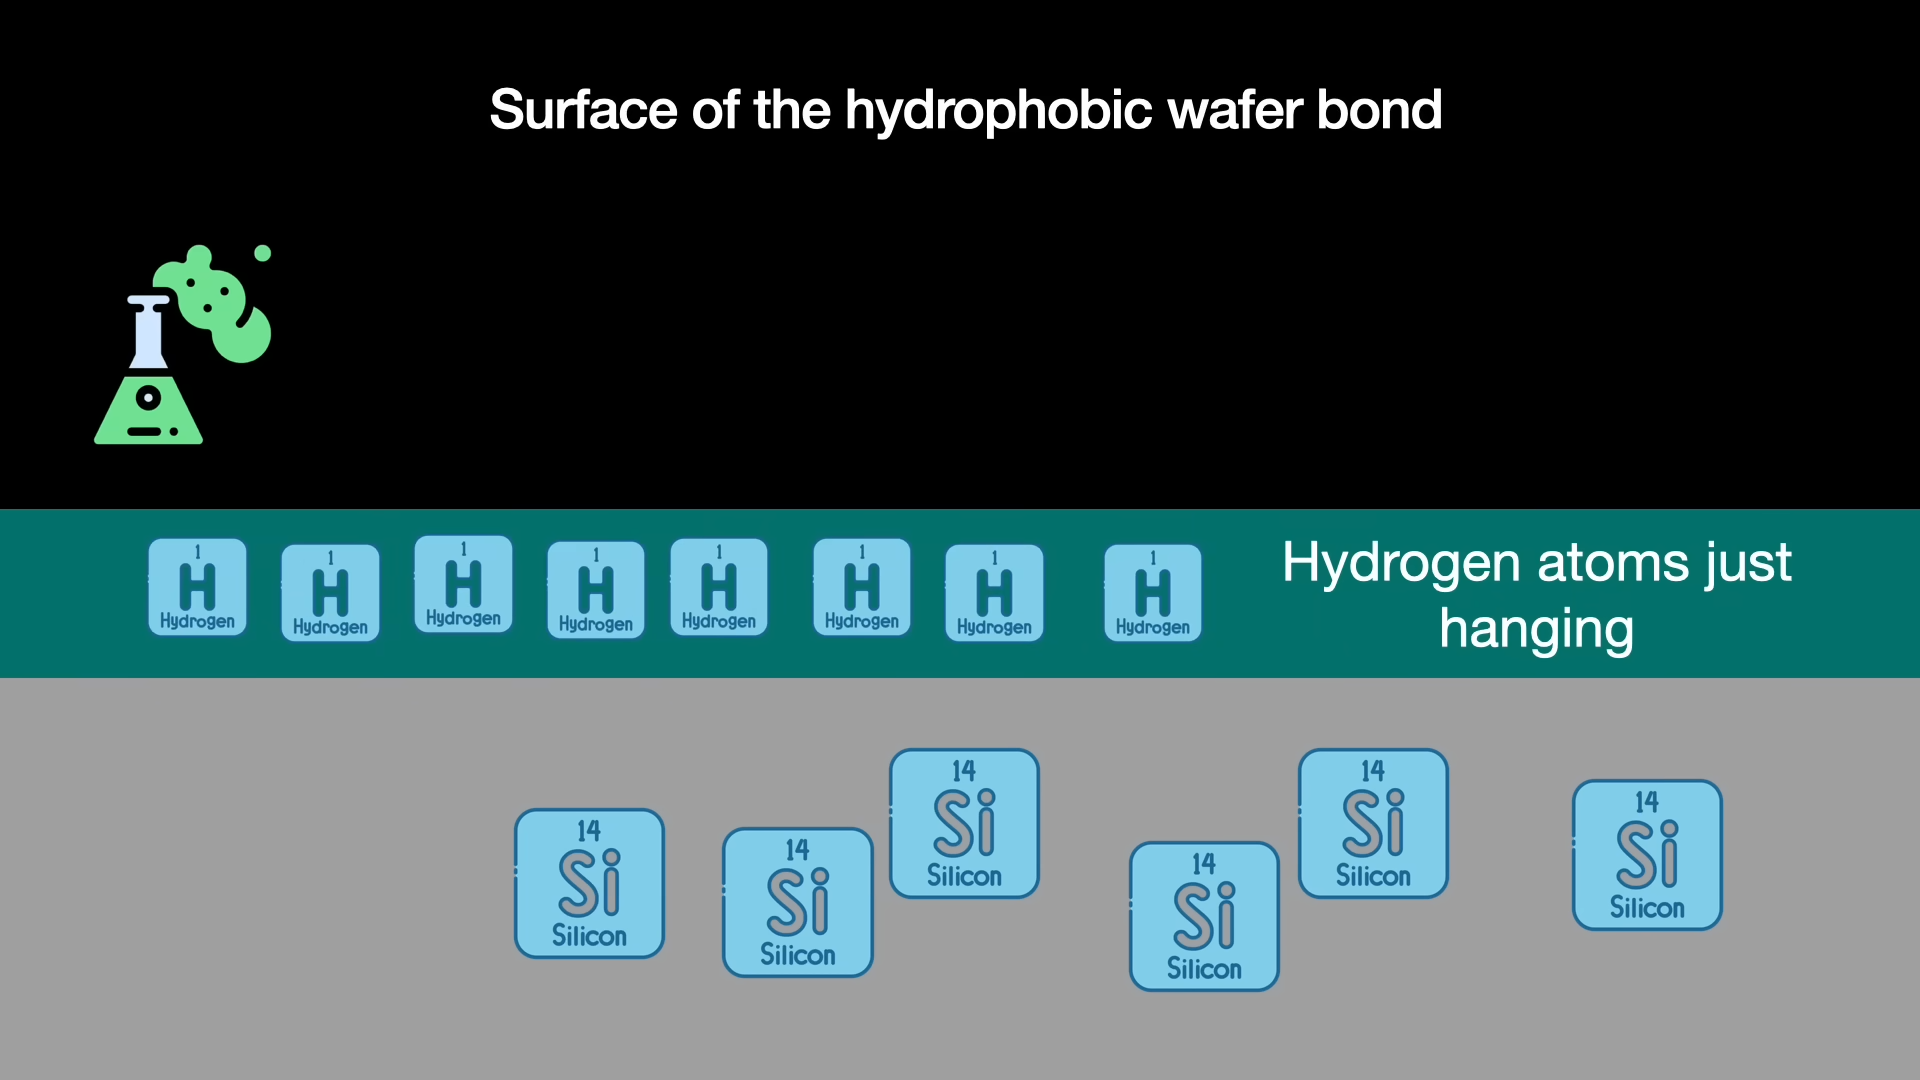 Surface of the hydrophobic wafer bond
1
H
Hydrogen
1
H
Hydrogen
1
H
Hydrogen
1
H
Hydrogen
1
H
Hydrogen
1
H
Hydrogen
1
H
Hydrogen
1
H
Hydrogen
Hydrogen atoms just
hanging
14
Si
Silicon
14
Si
Silicon
14
Si
Silicon
14
Si
Silicon
14
Si
Silicon
14
Si
Silicon